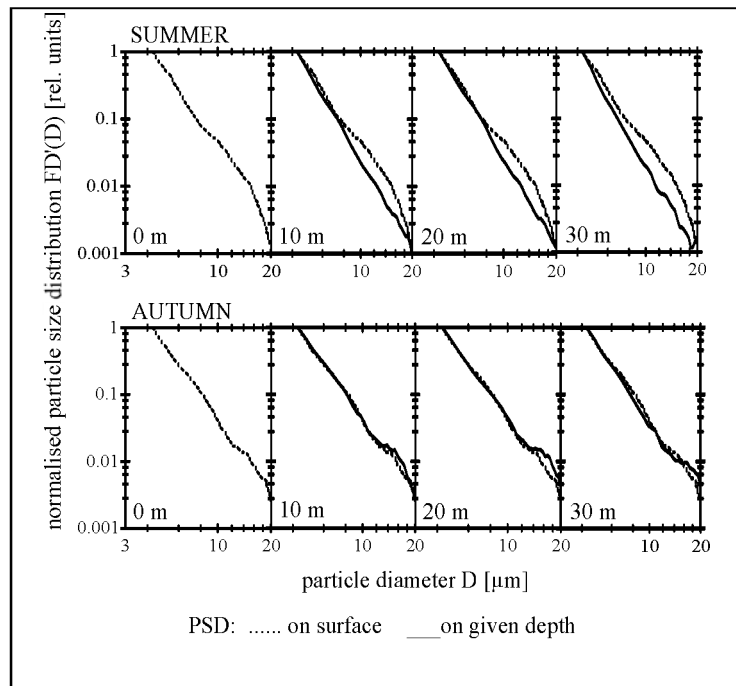 SUMMER
normalised particle size distribution FD'(D) [rel. units]
1
0.1
0.01
0.001
0 m 10 m 20 m 30 m
3 10 20 10 20 10 20 10 20
AUTUMN
1
0.1
0.01
0.001
0 m 10 m 20 m 30 m
3 10 20 10 20 10 20 10 20
particle diameter D [µm]
PSD: ...... on surface ___on given depth